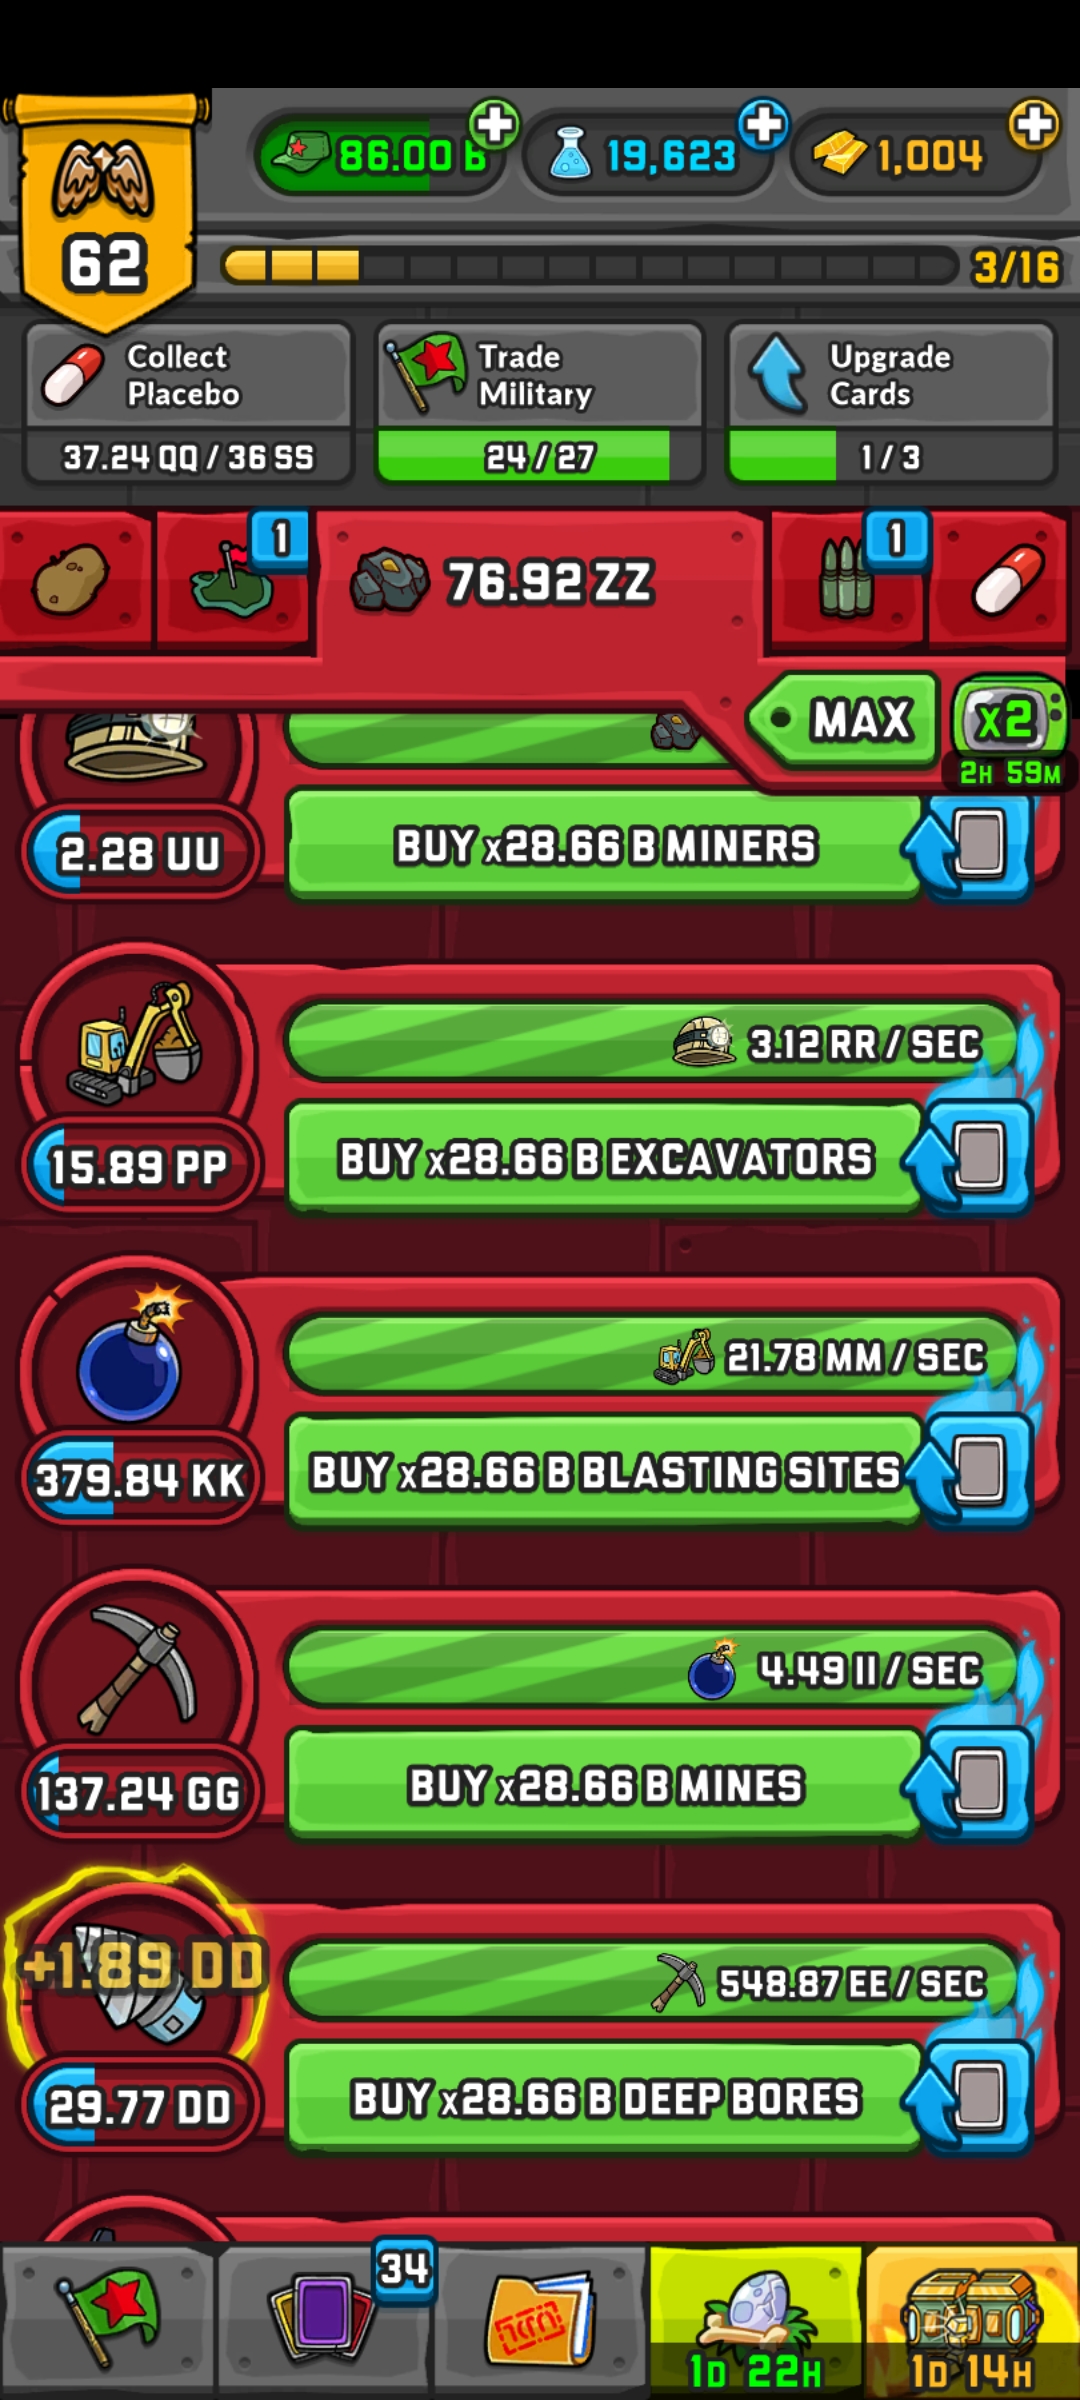 86.00 B
19,623
1,004
62
3/16
Collect
Placebo
37.24 QQ / 36 SS
Trade
Military
24 / 27
Upgrade
Cards
1 / 3
1
76.92 ZZ
1
MAX
x2
2H 59M
2.28 UU
BUY x28.66 B MINERS
3.12 RR / SEC
15.89 PP
BUY x28.66 B EXCAVATORS
21.78 MM / SEC
379.84 KK
BUY x28.66 B BLASTING SITES
4.49 II / SEC
137.24 GG
BUY x28.66 B MINES
+1.89 DD
548.87 EE / SEC
29.77 DD
BUY x28.66 B DEEP BORES
34
1D 22H
1D 14H